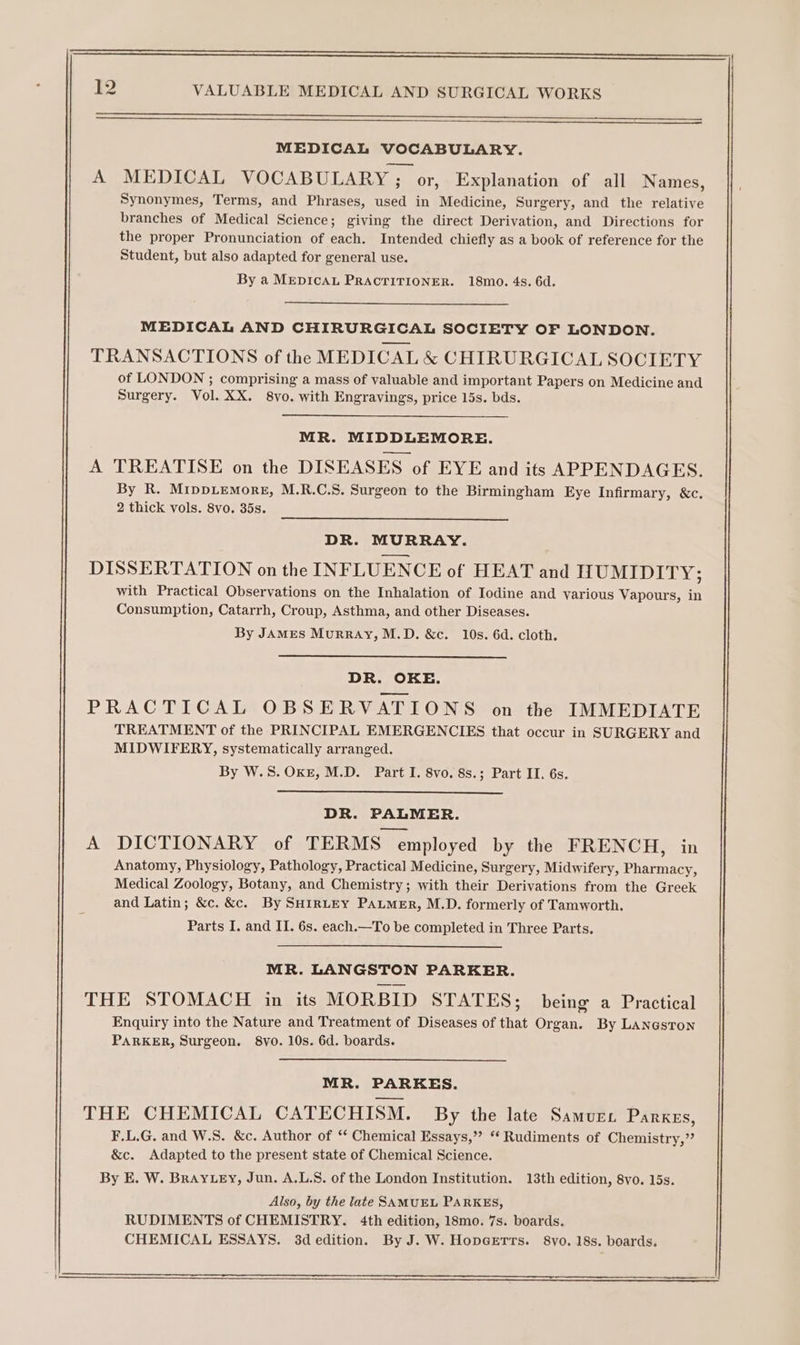 12 VALUABLE MEDICAL AND SURGICAL WORKS
MEDICAL VOCABULARY.
A MEDICAL VOCABULARY; or, Explanation of all Names,
Synonymes, Terms, and Phrases, used in Medicine, Surgery, and the relative
branches of Medical Science; giving the direct Derivation, and Directions for
the proper Pronunciation of each. Intended chiefly as a book of reference for the
Student, but also adapted for general use.
By a MEDICAL PRACTITIONER. 18mo. 4s. 6d.
MEDICAL AND CHIRURGICAL SOCIETY OF LONDON.
TRANSACTIONS of the MEDICAL & CHIRURGICAL SOCIETY
of LONDON; comprising a mass of valuable and important Papers on Medicine and
Surgery. Vol. XX. 8vo. with Engravings, price 15s. bds.
MR. MIDDLEMORE.
A TREATISE on the DISEASES of EYE and its APPENDAGES.
By R. MIDDLEMORE, M.R.C.S. Surgeon to the Birmingham Eye Infirmary, &c.
2 thick vols. 8vo. 35s.
DR. MURRAY.
DISSERTATION on the INFLUENCE of HEAT and HUMIDITY;
with Practical Observations on the Inhalation of Iodine and various Vapours, in
Consumption, Catarrh, Croup, Asthma, and other Diseases.
By JAMES MURRAY, M.D. &c. 10s. 6d. cloth.
DR. OKE.
PRACTICAL OBSERVATIONS on the IMMEDIATE
TREATMENT of the PRINCIPAL EMERGENCIES that occur in SURGERY and
MIDWIFERY, systematically arranged.
By W. S. OKE, M.D. Part I. 8vo. 8s.; Part II. 6s.
DR. PALMER.
A DICTIONARY of TERMS employed by the FRENCH, in
Anatomy, Physiology, Pathology, Practical Medicine, Surgery, Midwifery, Pharmacy,
Medical Zoology, Botany, and Chemistry; with their Derivations from the Greek
and Latin; &c. &c. By SHIRLEY PALMER, M.D. formerly of Tamworth.
Parts I. and II. 6s. each.—To be completed in Three Parts.
MR. LANGSTON PARKER.
THE STOMACH in its MORBID STATES; being a Practical
Enquiry into the Nature and Treatment of Diseases of that Organ. By LANGSTON
PARKER, Surgeon. 8vo. 10s. 6d. boards.
MR. PARKES.
THE CHEMICAL CATECHISM. By the late SAMUEL PARKES,
F.L.G. and W.S. &c. Author of “Chemical Essays,” “Rudiments of Chemistry,”
&c. Adapted to the present state of Chemical Science.
By E. W. BRAYLEY, Jun. A.L.S. of the London Institution. 13th edition, 8vo. 15s.
Also, by the late SAMUEL PARKES,
RUDIMENTS of CHEMISTRY. 4th edition, 18mo. 7s. boards.
CHEMICAL ESSAYS. 3d edition. By J. W. HODGETTS. 8vo. 18s. boards.